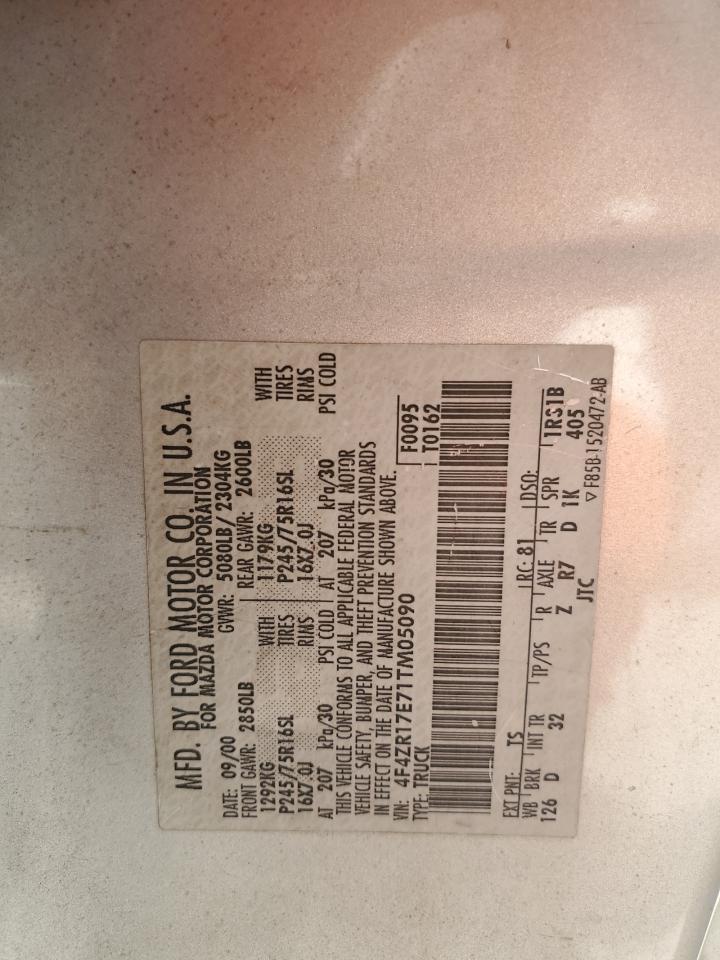 MFD. BY FORD MOTOR CO. IN U.S.A.
FOR MAZDA MOTOR CORPORATION
DATE: 09/00 GVWR: 5080LB/ 2304KG
FRONT GAWR: 2850LB REAR GAWR: 2600LB
1292KG WITH 1179KG WITH
P245/75R16SL TIRES P245/75R16SL TIRES
16X7.0J RIMS 16X7.0J RIMS
AT 207 kPa/30 PSI COLD AT 207 kPa/30 PSI COLD
THIS VEHICLE CONFORMS TO ALL APPLICABLE FEDERAL MOTOR
VEHICLE SAFETY, BUMPER, AND THEFT PREVENTION STANDARDS
IN EFFECT ON THE DATE OF MANUFACTURE SHOWN ABOVE.
VIN: 4F4ZR17E71TM05090 F0095
TYPE: TRUCK T0162
EXT PNT: TS RC: 81 DSO:
WB BRK INT TR TP/PS R AXLE TR SPR 1RS1B
126 D 32 Z R7 D 1K 405
JTC ▽ F85B-1520472-AB